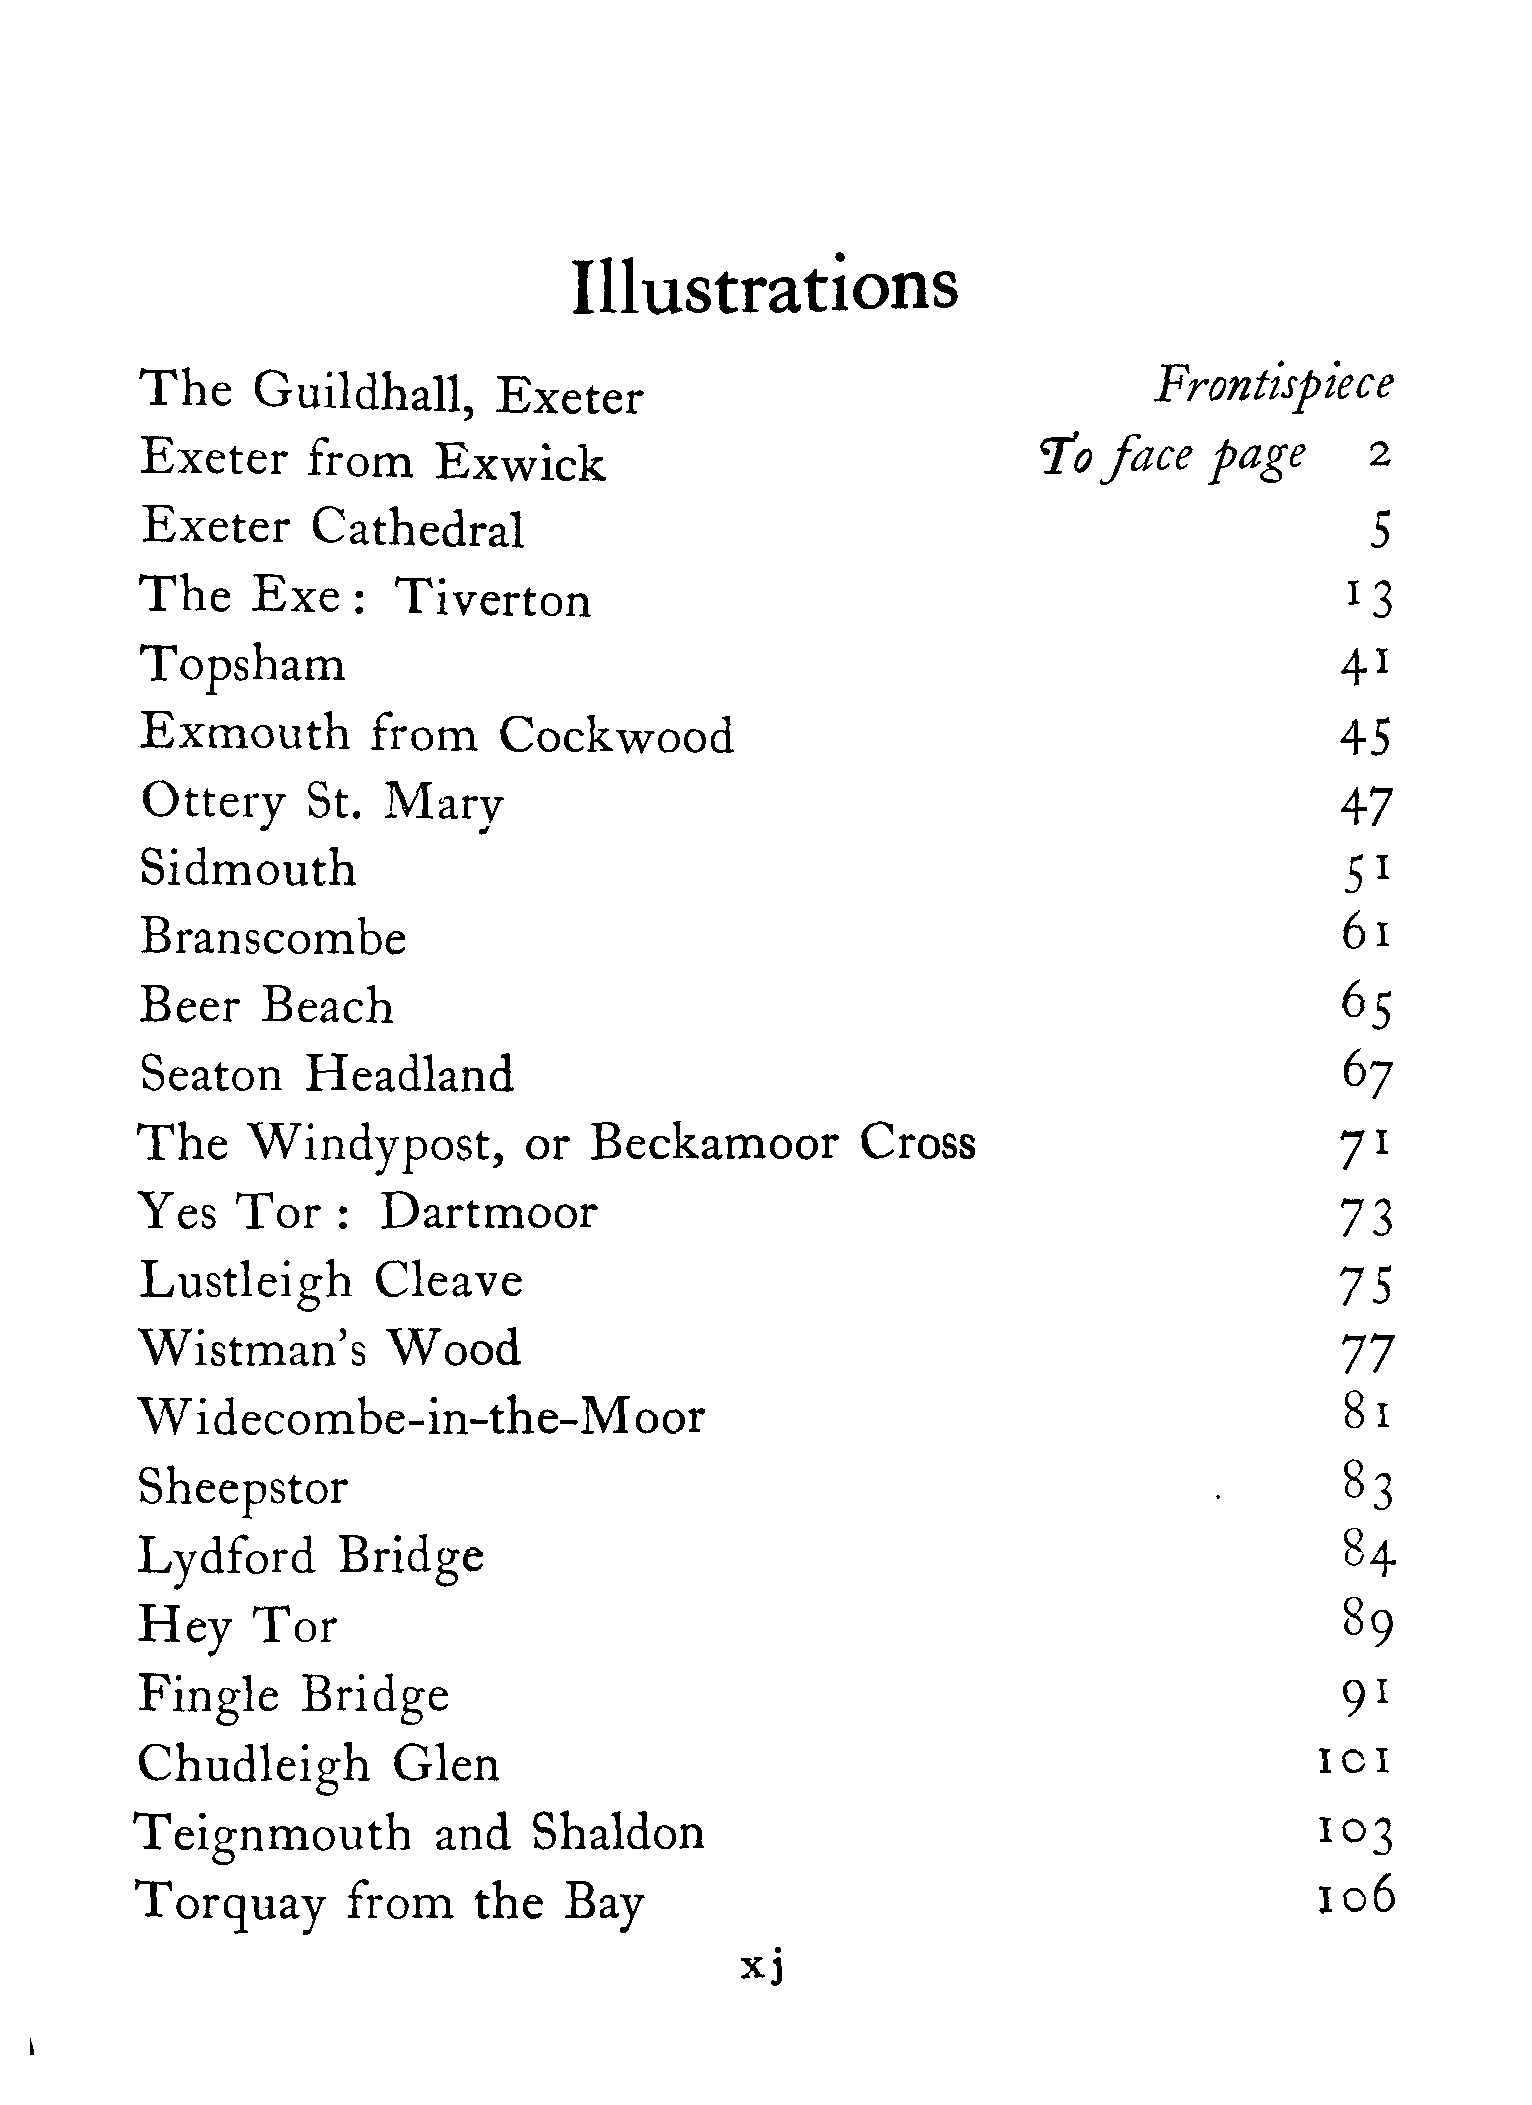 Illustrations
The Guildhall, Exeter Frontispiece
Exeter from Exwick To face page 2
Exeter Cathedral 5
The Exe : Tiverton 13
Topsham 41
Exmouth from Cockwood 45
Ottery St. Mary 47
Sidmouth 51
Branscombe 61
Beer Beach 65
Seaton Headland 67
The Windypost, or Beckamoor Cross 71
Yes Tor : Dartmoor 73
Lustleigh Cleave 75
Wistman's Wood 77
Widecombe-in-the-Moor 81
Sheepstor 83
Lydford Bridge 84
Hey Tor 89
Fingle Bridge 91
Chudleigh Glen 101
Teignmouth and Shaldon 103
Torquay from the Bay 106
xj